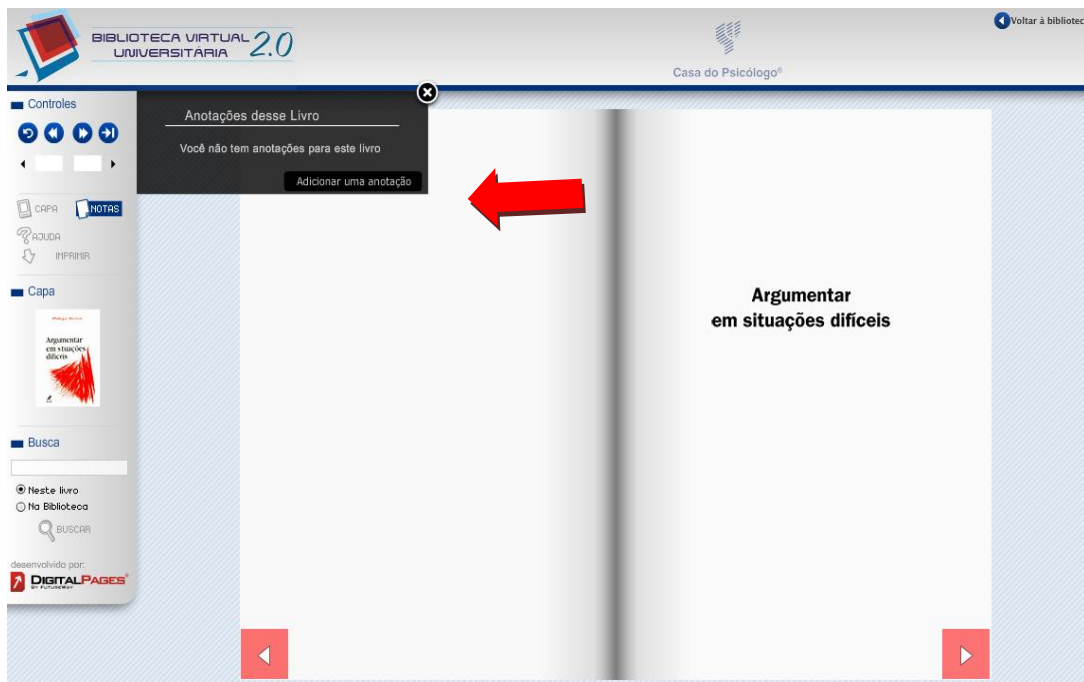 BIBLIOTECA VIRTUAL
UNIVERSITÁRIA 2.0
Casa do Psicólogo®
Voltar à bibliotec
Controles
Anotações desse Livro
Você não tem anotações para este livro
Adicionar uma anotação
CAPA
NOTAS
AJUDA
IMPRIMIR
Capa
Argumentar
em situações
difíceis
Argumentar
em situações difíceis
Busca
Neste livro
Na Biblioteca
BUSCAR
desenvolvido por:
DIGITALPAGES
BY FUTUREWAY